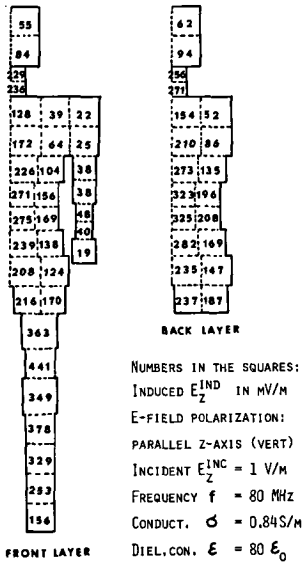 55
62
84
94
229
256
236
271
128 39 22
154 52
172 64 25
210 86
226 104 38
273 135
271 156 38
323 196
275 169 48
325 208
40
239 138 19
282 169
208 124
235 147
216 170
237 187
363
BACK LAYER
441
NUMBERS IN THE SQUARES:
349
INDUCED E_Z^IND IN MV/M
E-FIELD POLARIZATION:
378
PARALLEL Z-AXIS (VERT)
329
INCIDENT E_Z^INC = 1 V/M
253
FREQUENCY f = 80 MHZ
156
CONDUCT. σ = 0.84S/M
FRONT LAYER
DIEL.CON. ε = 80 ε₀